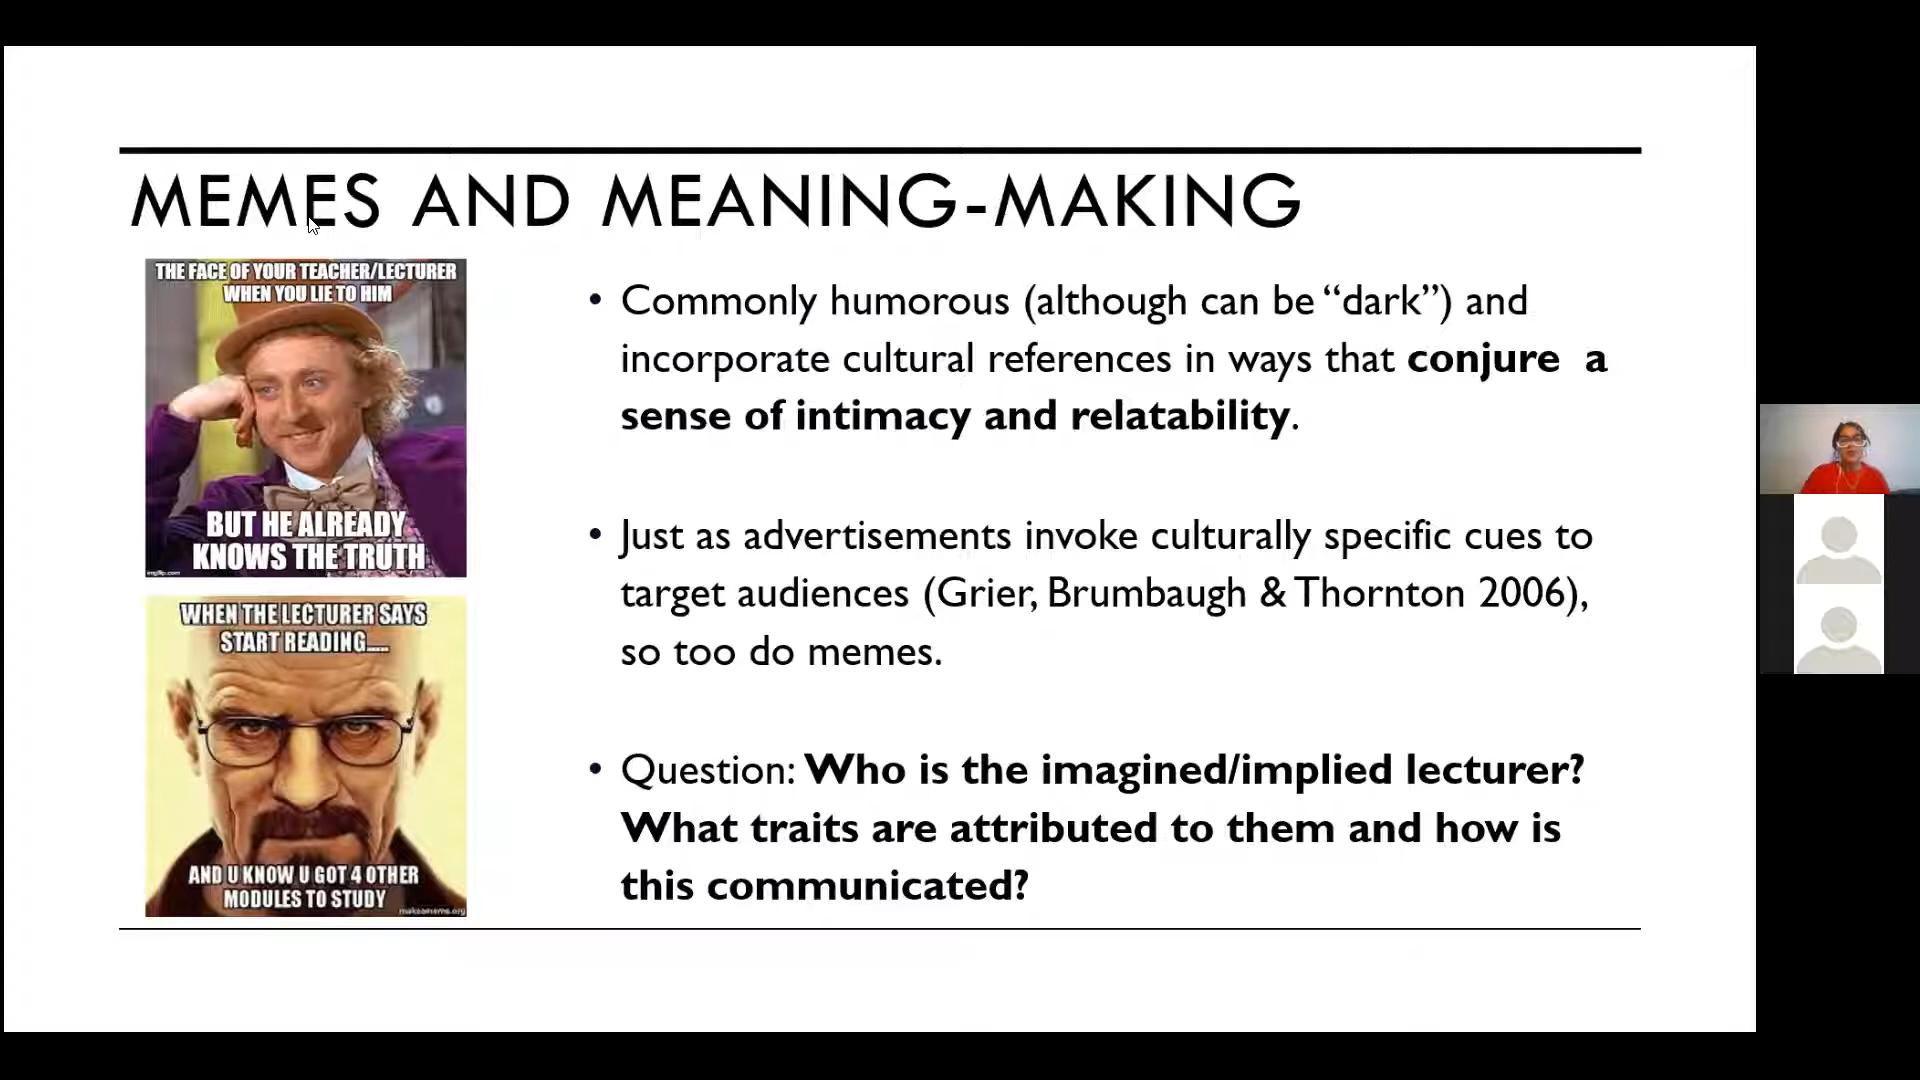 MEMES AND MEANING-MAKING
THE FACE OF YOUR TEACHER/LECTURER
WHEN YOU LIE TO HIM
BUT HE ALREADY
KNOWS THE TRUTH
imgflip.com
WHEN THE LECTURER SAYS
START READING.....
AND U KNOW U GOT 4 OTHER
MODULES TO STUDY
makeameme.org
• Commonly humorous (although can be “dark”) and
incorporate cultural references in ways that conjure a
sense of intimacy and relatability.
• Just as advertisements invoke culturally specific cues to
target audiences (Grier, Brumbaugh & Thornton 2006),
so too do memes.
• Question: Who is the imagined/implied lecturer?
What traits are attributed to them and how is
this communicated?